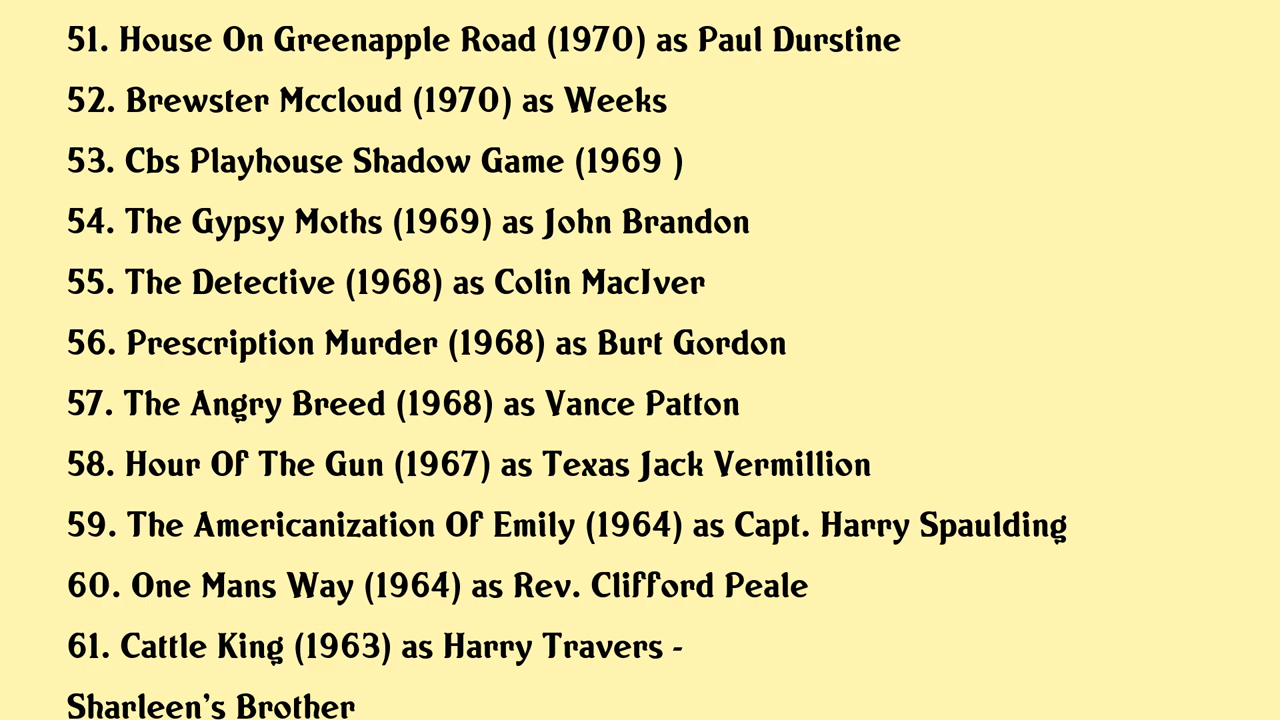 51. House On Greenapple Road (1970) as Paul Durstine
52. Brewster Mccloud (1970) as Weeks
53. Cbs Playhouse Shadow Game (1969 )
54. The Gypsy Moths (1969) as John Brandon
55. The Detective (1968) as Colin MacIver
56. Prescription Murder (1968) as Burt Gordon
57. The Angry Breed (1968) as Vance Patton
58. Hour Of The Gun (1967) as Texas Jack Vermillion
59. The Americanization Of Emily (1964) as Capt. Harry Spaulding
60. One Mans Way (1964) as Rev. Clifford Peale
61. Cattle King (1963) as Harry Travers -
Sharleen's Brother